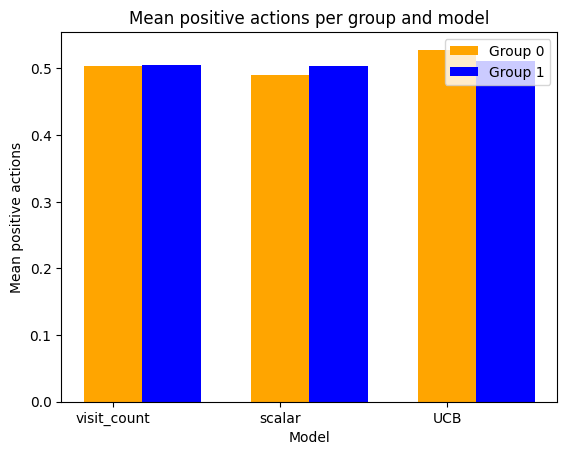 Mean positive actions per group and model
Group 0
Group 1
0.5
0.4
0.3
0.2
0.1
0.0
Mean positive actions
visit_count scalar UCB
Model